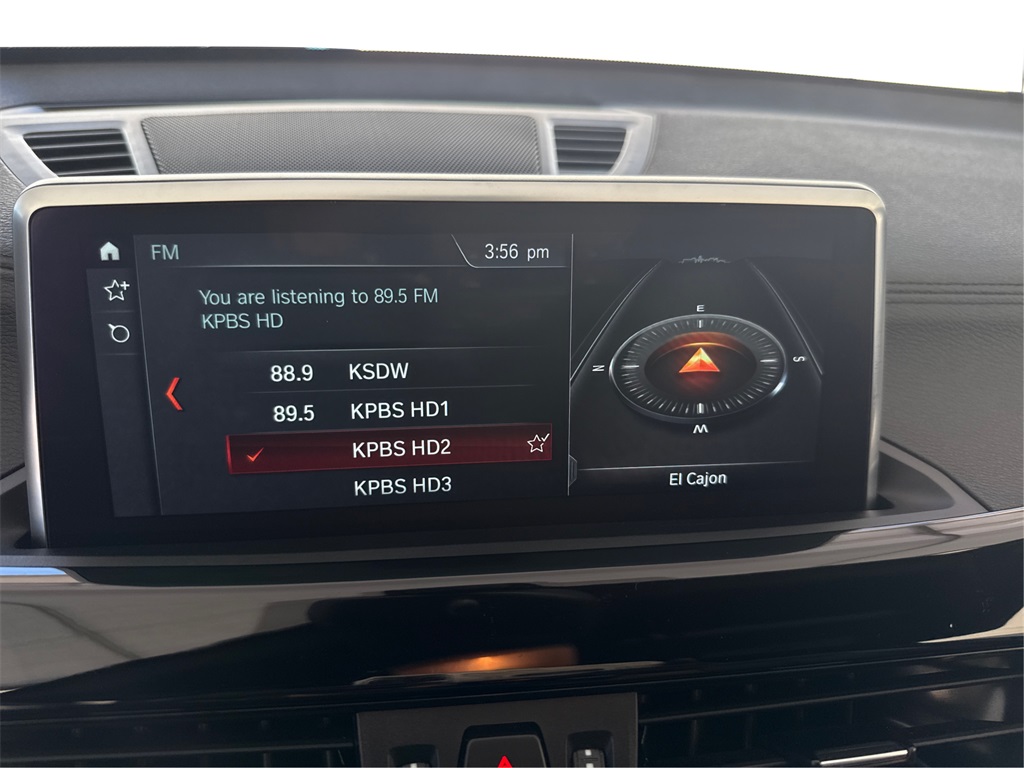 FM
3:56 pm
You are listening to 89.5 FM
KPBS HD
88.9 KSDW
89.5 KPBS HD1
KPBS HD2
KPBS HD3
E
N
S
W
El Cajon